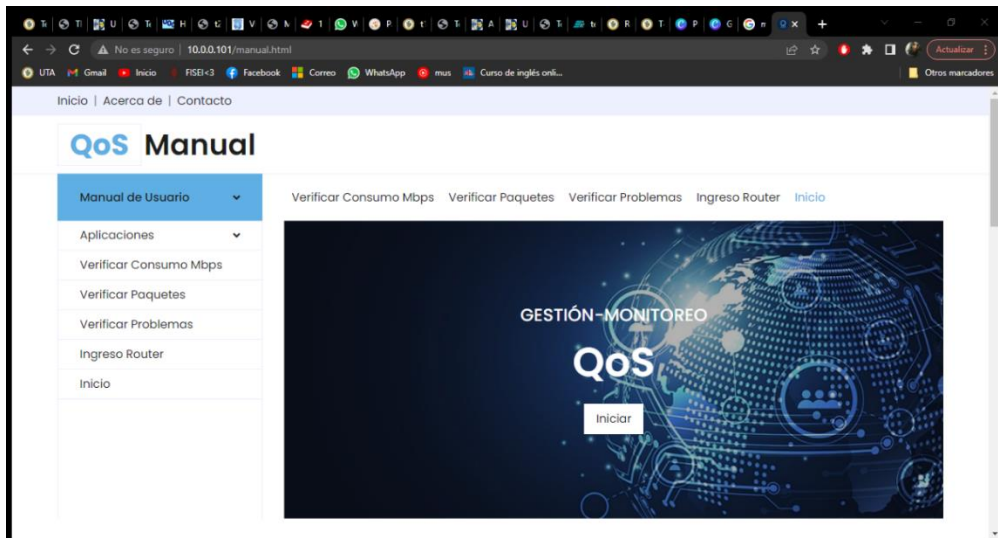 No es seguro | 10.0.0.101/manual.html Actualizar
UTA Gmail Inicio FISEI<3 Facebook Correo WhatsApp mus Curso de inglés onli... Otros marcadores
Inicio | Acerca de | Contacto
QoS Manual
Manual de Usuario
Verificar Consumo Mbps Verificar Paquetes Verificar Problemas Ingreso Router Inicio
Aplicaciones
Verificar Consumo Mbps
Verificar Paquetes
Verificar Problemas
Ingreso Router
Inicio
GESTIÓN-MONITOREO
QoS
Iniciar